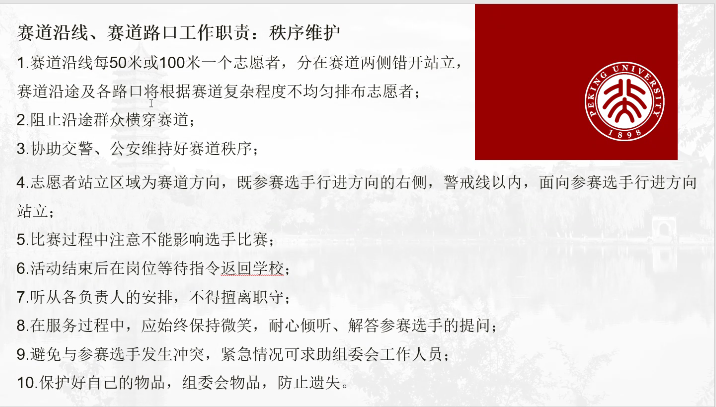 赛道沿线、赛道路口工作职责：秩序维护
1.赛道沿线每50米或100米一个志愿者，分在赛道两侧错开站立，
赛道沿途及各路口将根据赛道复杂程度不均匀排布志愿者；
2.阻止沿途群众横穿赛道；
3.协助交警、公安维持好赛道秩序；
4.志愿者站立区域为赛道方向，既参赛选手行进方向的右侧，警戒线以内，面向参赛选手行进方向
站立；
5.比赛过程中注意不能影响选手比赛；
6.活动结束后在岗位等待指令返回学校；
7.听从各负责人的安排，不得擅离职守；
8.在服务过程中，应始终保持微笑，耐心倾听、解答参赛选手的提问；
9.避免与参赛选手发生冲突，紧急情况可求助组委会工作人员；
10.保护好自己的物品，组委会物品，防止遗失。
PEKING UNIVERSITY
1898